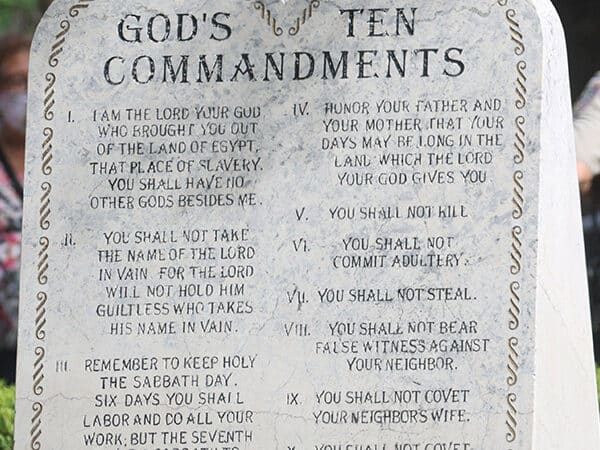 GOD'S TEN
COMMANDMENTS
I. I AM THE LORD YOUR GOD
WHO BROUGHT YOU OUT
OF THE LAND OF EGYPT,
THAT PLACE OF SLAVERY.
YOU SHALL HAVE NO
OTHER GODS BESIDES ME.
II. YOU SHALL NOT TAKE
THE NAME OF THE LORD
IN VAIN FOR THE LORD
WILL NOT HOLD HIM
GUILTLESS WHO TAKES
HIS NAME IN VAIN.
III REMEMBER TO KEEP HOLY
THE SABBATH DAY.
SIX DAYS YOU SHALL
LABOR AND DO ALL YOUR
WORK; BUT THE SEVENTH
SABBATH TO
IV. HONOR YOUR FATHER AND
YOUR MOTHER THAT YOUR
DAYS MAY BE LONG IN THE
LAND WHICH THE LORD
YOUR GOD GIVES YOU
V. YOU SHALL NOT KILL
VI. YOU SHALL NOT
COMMIT ADULTERY.
VII. YOU SHALL NOT STEAL.
VIII. YOU SHALL NOT BEAR
FALSE WITNESS AGAINST
YOUR NEIGHBOR.
IX. YOU SHALL NOT COVET
YOUR NEIGHBOR'S WIFE.
X. YOU SHALL NOT COVET